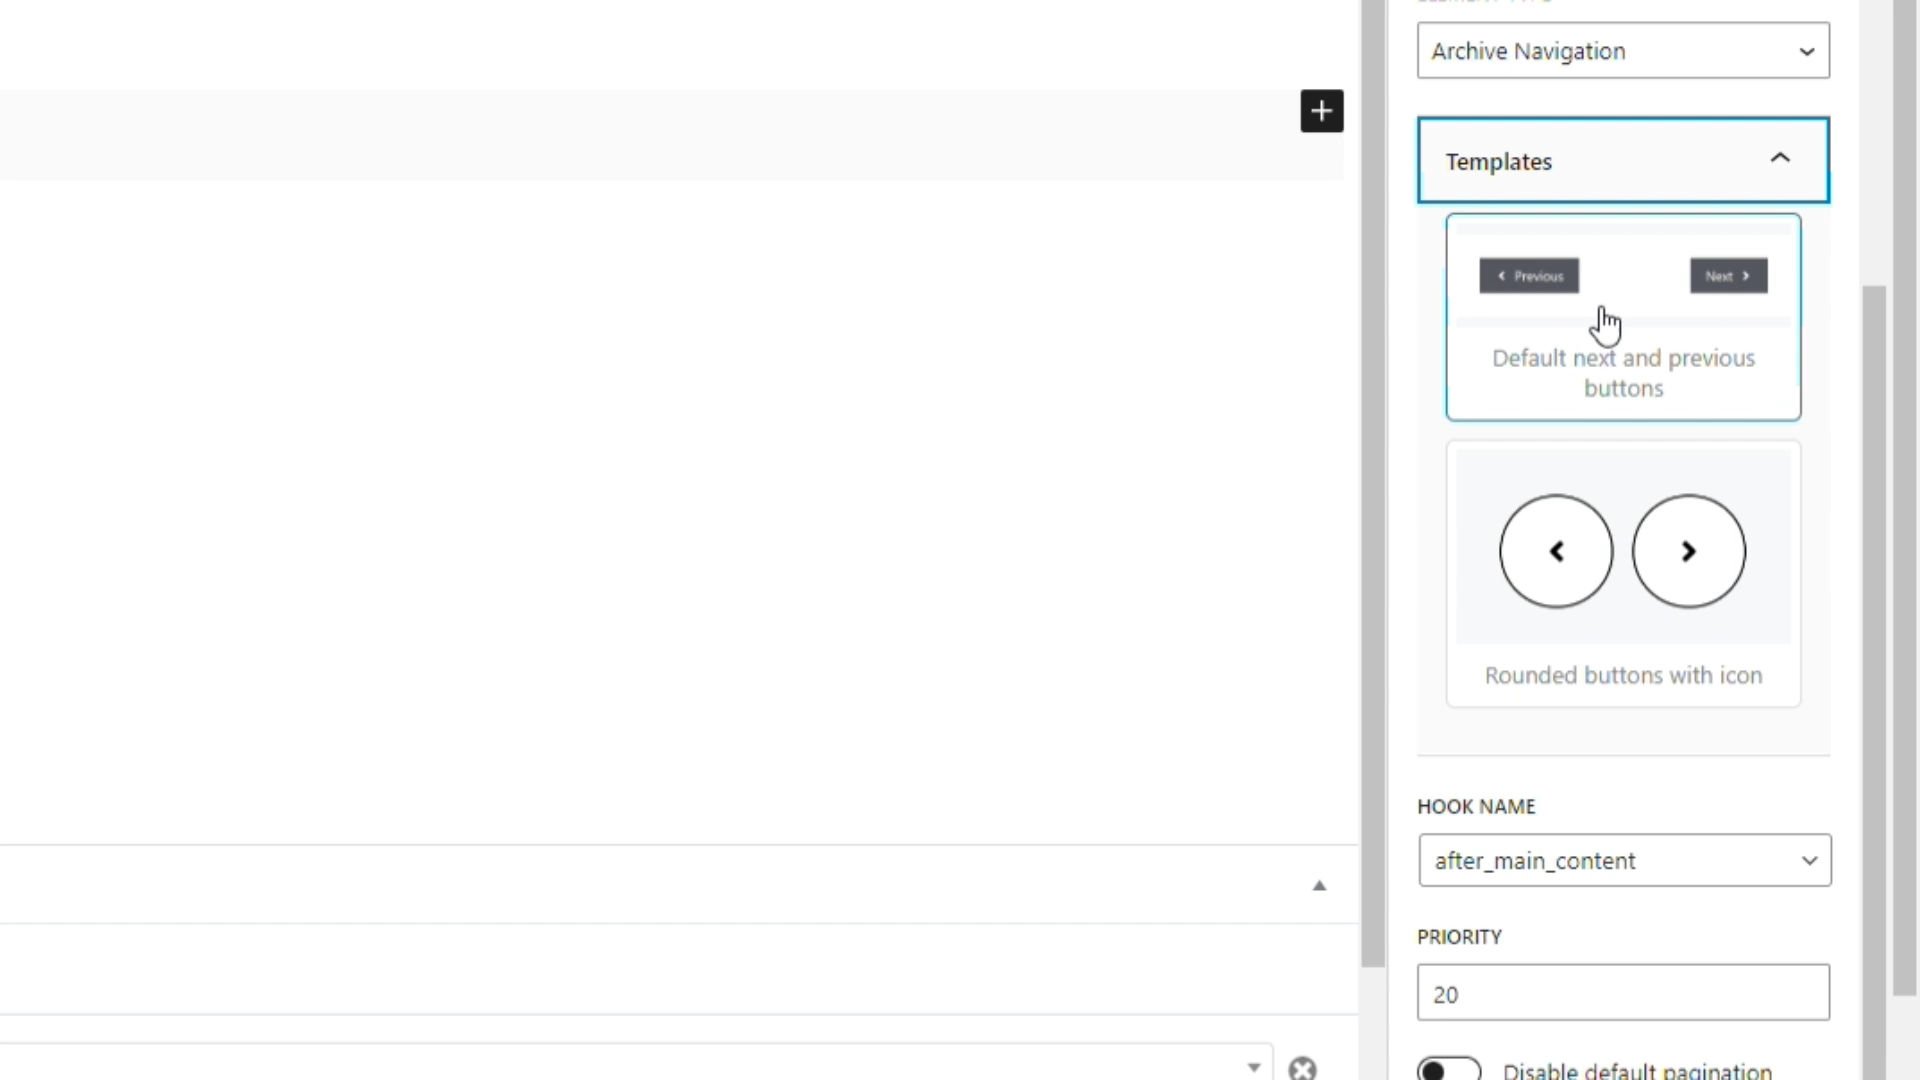 Archive Navigation
Templates
Previous
Next
Default next and previous
buttons
Rounded buttons with icon
HOOK NAME
after_main_content
PRIORITY
20
Disable default pagination